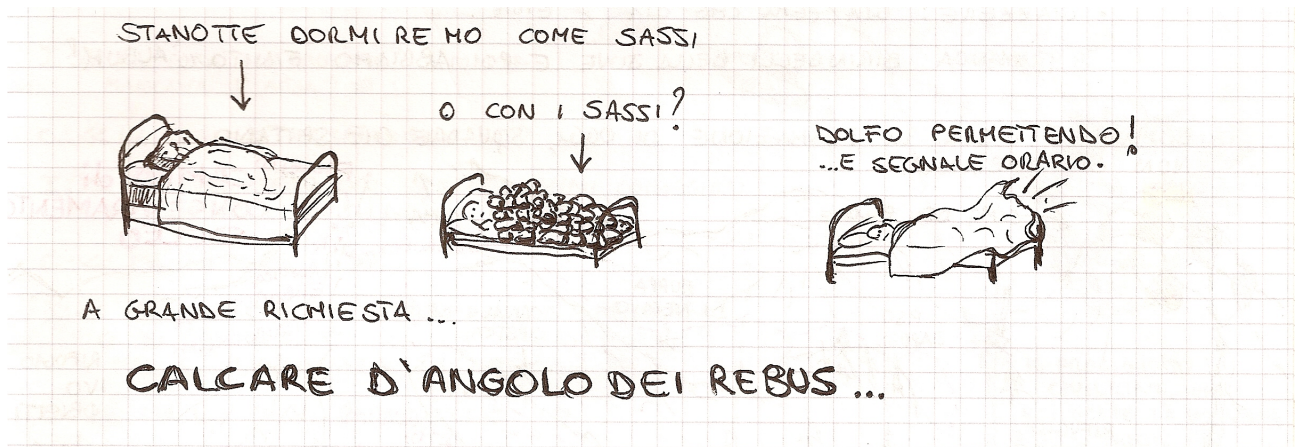 STANOTTE DORMIREMO COME SASSI
O CON I SASSI?
DOLFO PERMETTENDO!
...E SEGNALE ORARIO.
A GRANDE RICHIESTA...
CALCARE D'ANGOLO DEI REBUS...